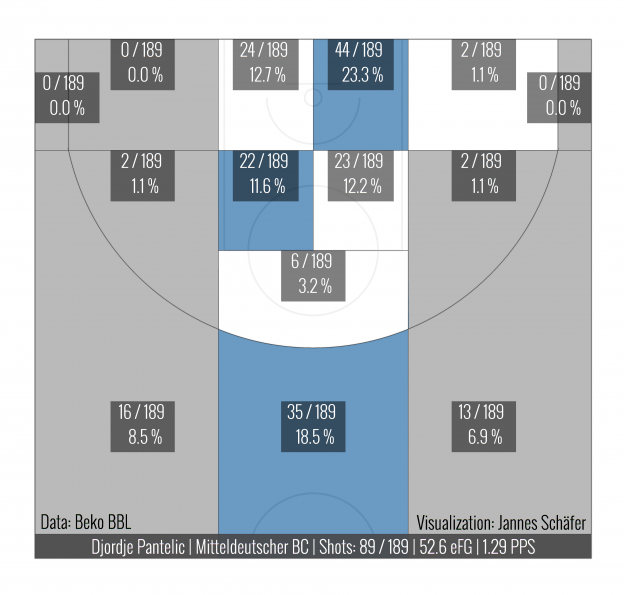 0 / 189
0.0 %
24 / 189
12.7 %
44 / 189
23.3 %
2 / 189
1.1 %
0 / 189
0.0 %
0 / 189
0.0 %
2 / 189
1.1 %
22 / 189
11.6 %
23 / 189
12.2 %
2 / 189
1.1 %
6 / 189
3.2 %
16 / 189
8.5 %
35 / 189
18.5 %
13 / 189
6.9 %
Data: Beko BBL
Visualization: Jannes Schäfer
Djordje Pantelic | Mitteldeutscher BC | Shots: 89 / 189 | 52.6 eFG | 1.29 PPS